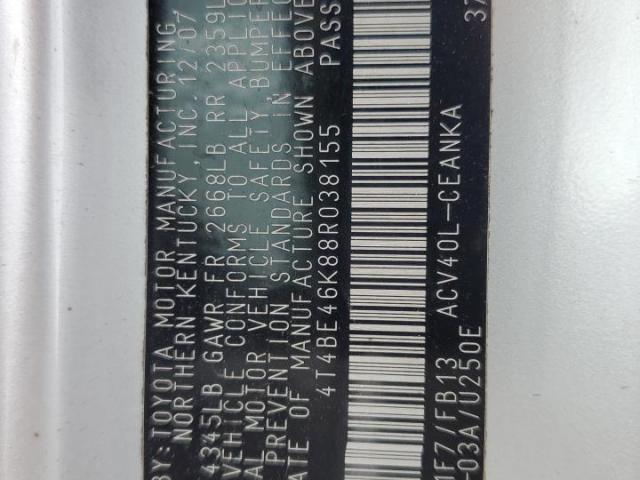 BY:TOYOTA MOTOR MANUFACTURING
NORTHERN KENTUCKY, INC. 12/07
4345LB GAWR FR 2668LB RR 2359L
VEHICLE CONFORMS TO ALL APPLIC
AL MOTOR VEHICLE SAFETY, BUMPER
PREVENTION STANDARDS IN EFFEC
ATE OF MANUFACTURE SHOWN ABOVE
4T4BE46K88R038155 PASS
1F7/FB13 ACV40L-CEANKA
-03A/U250E 37